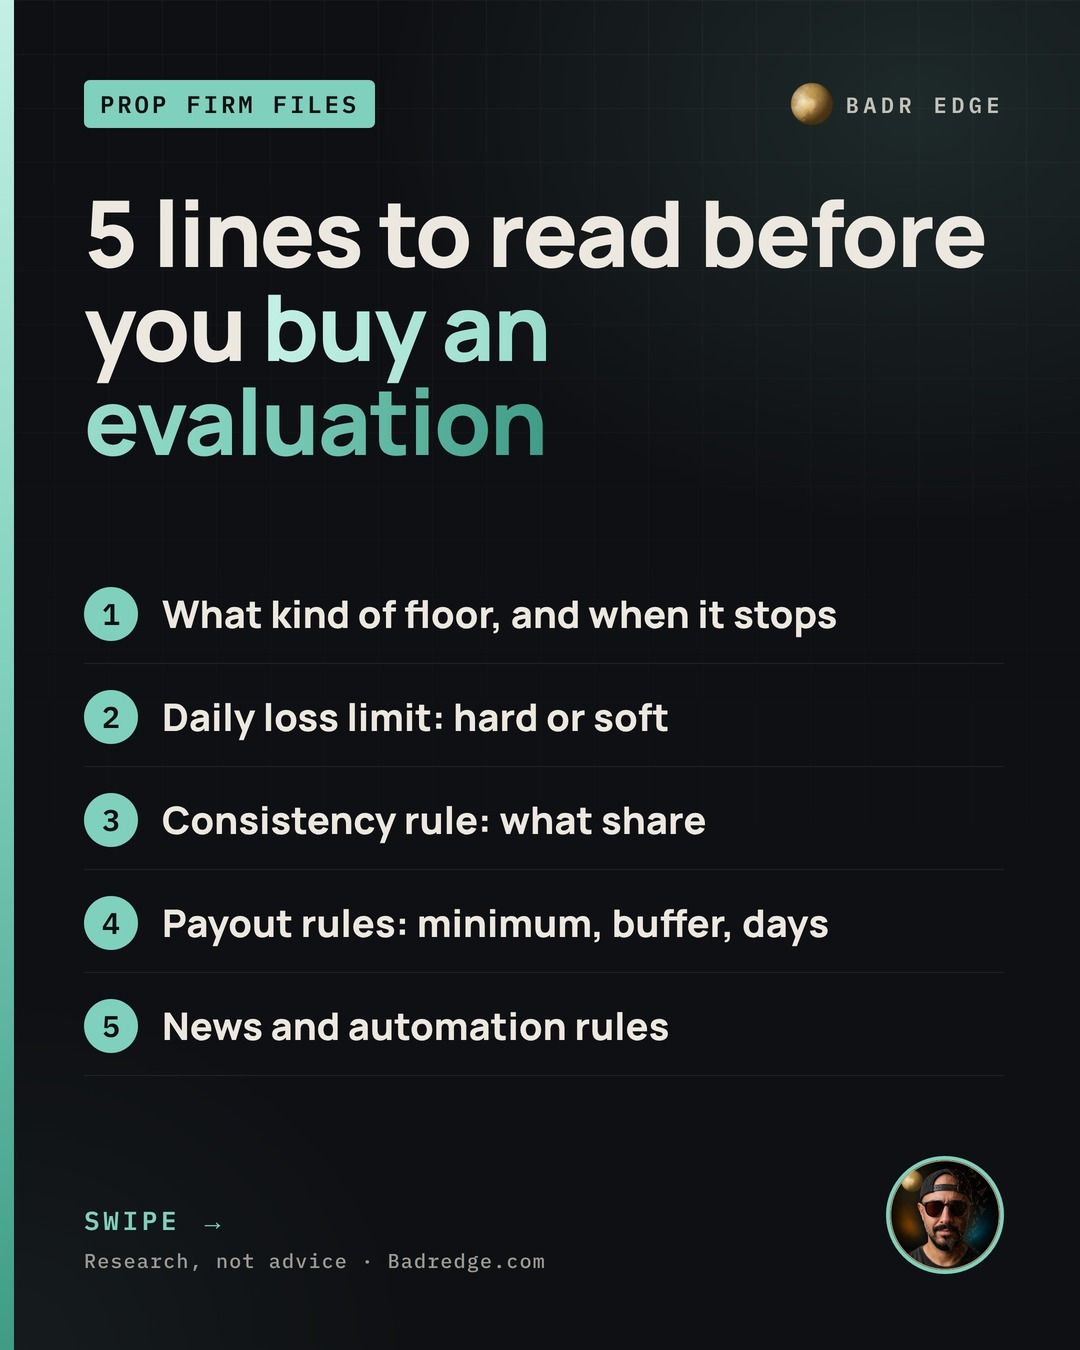 PROP FIRM FILES
BADR EDGE
5 lines to read before
you buy an
evaluation
1 What kind of floor, and when it stops
2 Daily loss limit: hard or soft
3 Consistency rule: what share
4 Payout rules: minimum, buffer, days
5 News and automation rules
SWIPE →
Research, not advice · Badredge.com